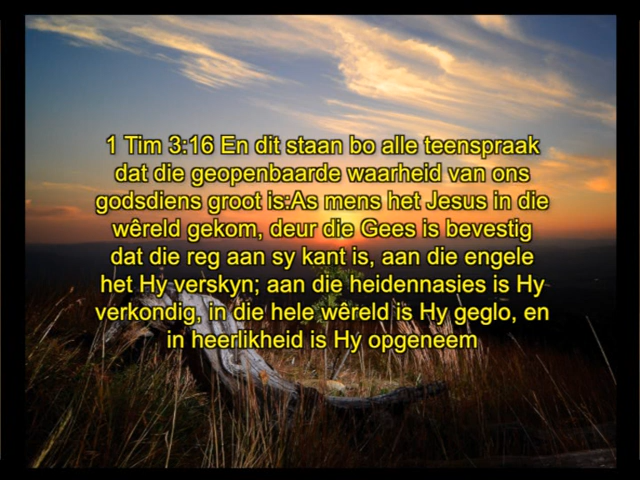 1 Tim 3:16 En dit staan bo alle teenspraak
dat die geopenbaarde waarheid van ons
godsdiens groot is:As mens het Jesus in die
wêreld gekom, deur die Gees is bevestig
dat die reg aan sy kant is, aan die engele
het Hy verskyn; aan die heidennasies is Hy
verkondig, in die hele wêreld is Hy geglo, en
in heerlikheid is Hy opgeneem